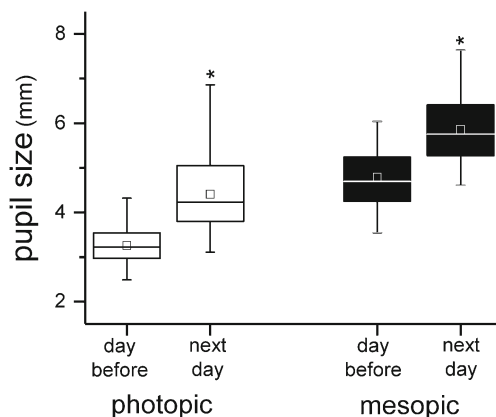 pupil size (mm)
8
6
4
2
*
*
day before
next day
day before
next day
photopic
mesopic